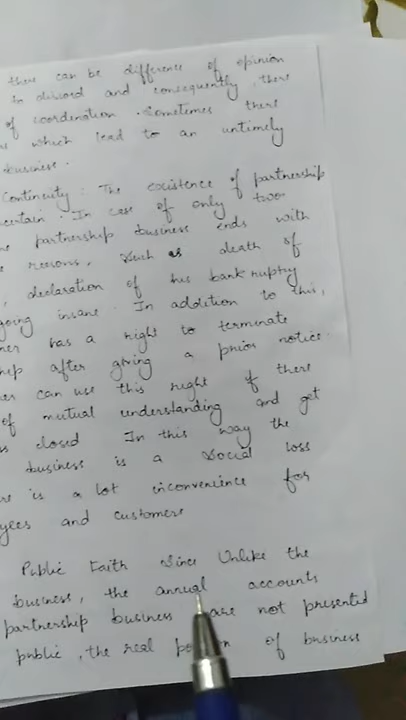 there can be difference of opinion
to discord and consequently, there
of coordination. Sometimes there
which lead to an untimely
business.
Continuity: The existence of partnership
In case of only two
partnership business ends with
reasons, such as death of
, declaration of his bankruptcy
going insane. In addition to this,
has a right to terminate
after giving a prior notice.
can use this right if there
of mutual understanding and get
closed In this way the
business is a social loss
is a lot inconvenience for
and customers
Public Faith since Unlike the
business, the annual accounts
partnership business are not presented
public, the real of business